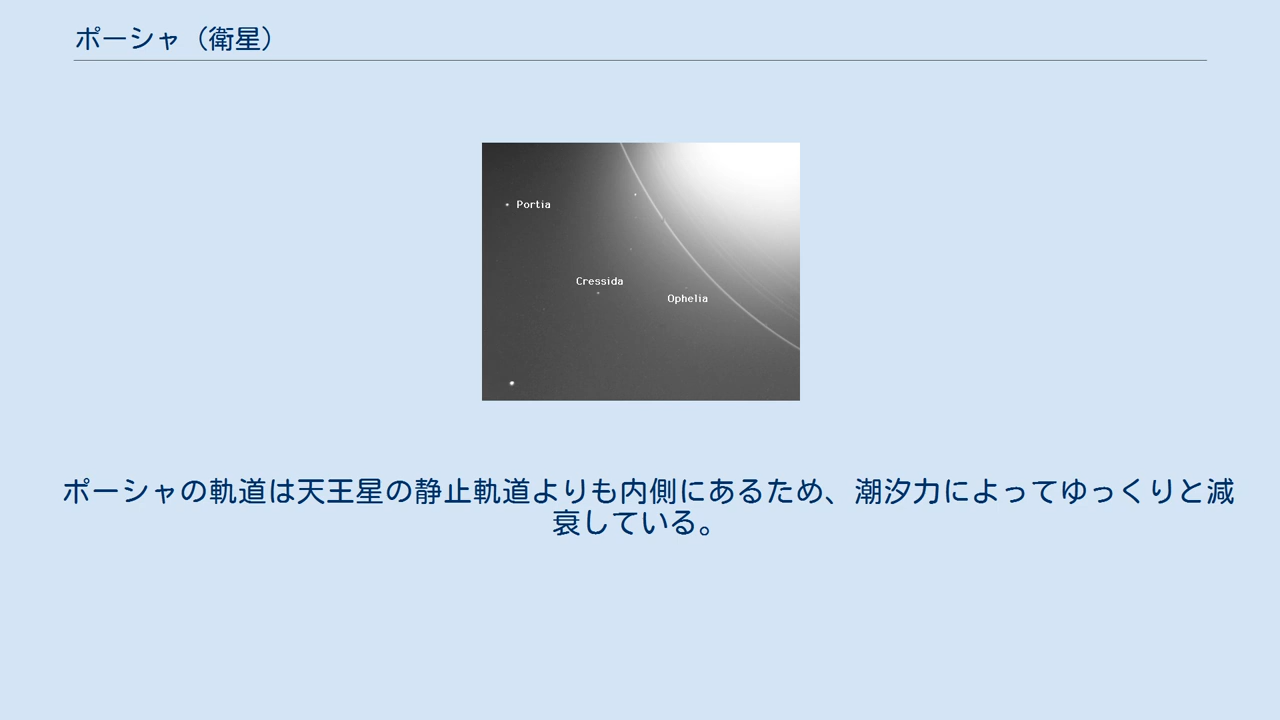 ポーシャ（衛星）
Portia
Cressida
Ophelia
ポーシャの軌道は天王星の静止軌道よりも内側にあるため、潮汐力によってゆっくりと減
衰している。